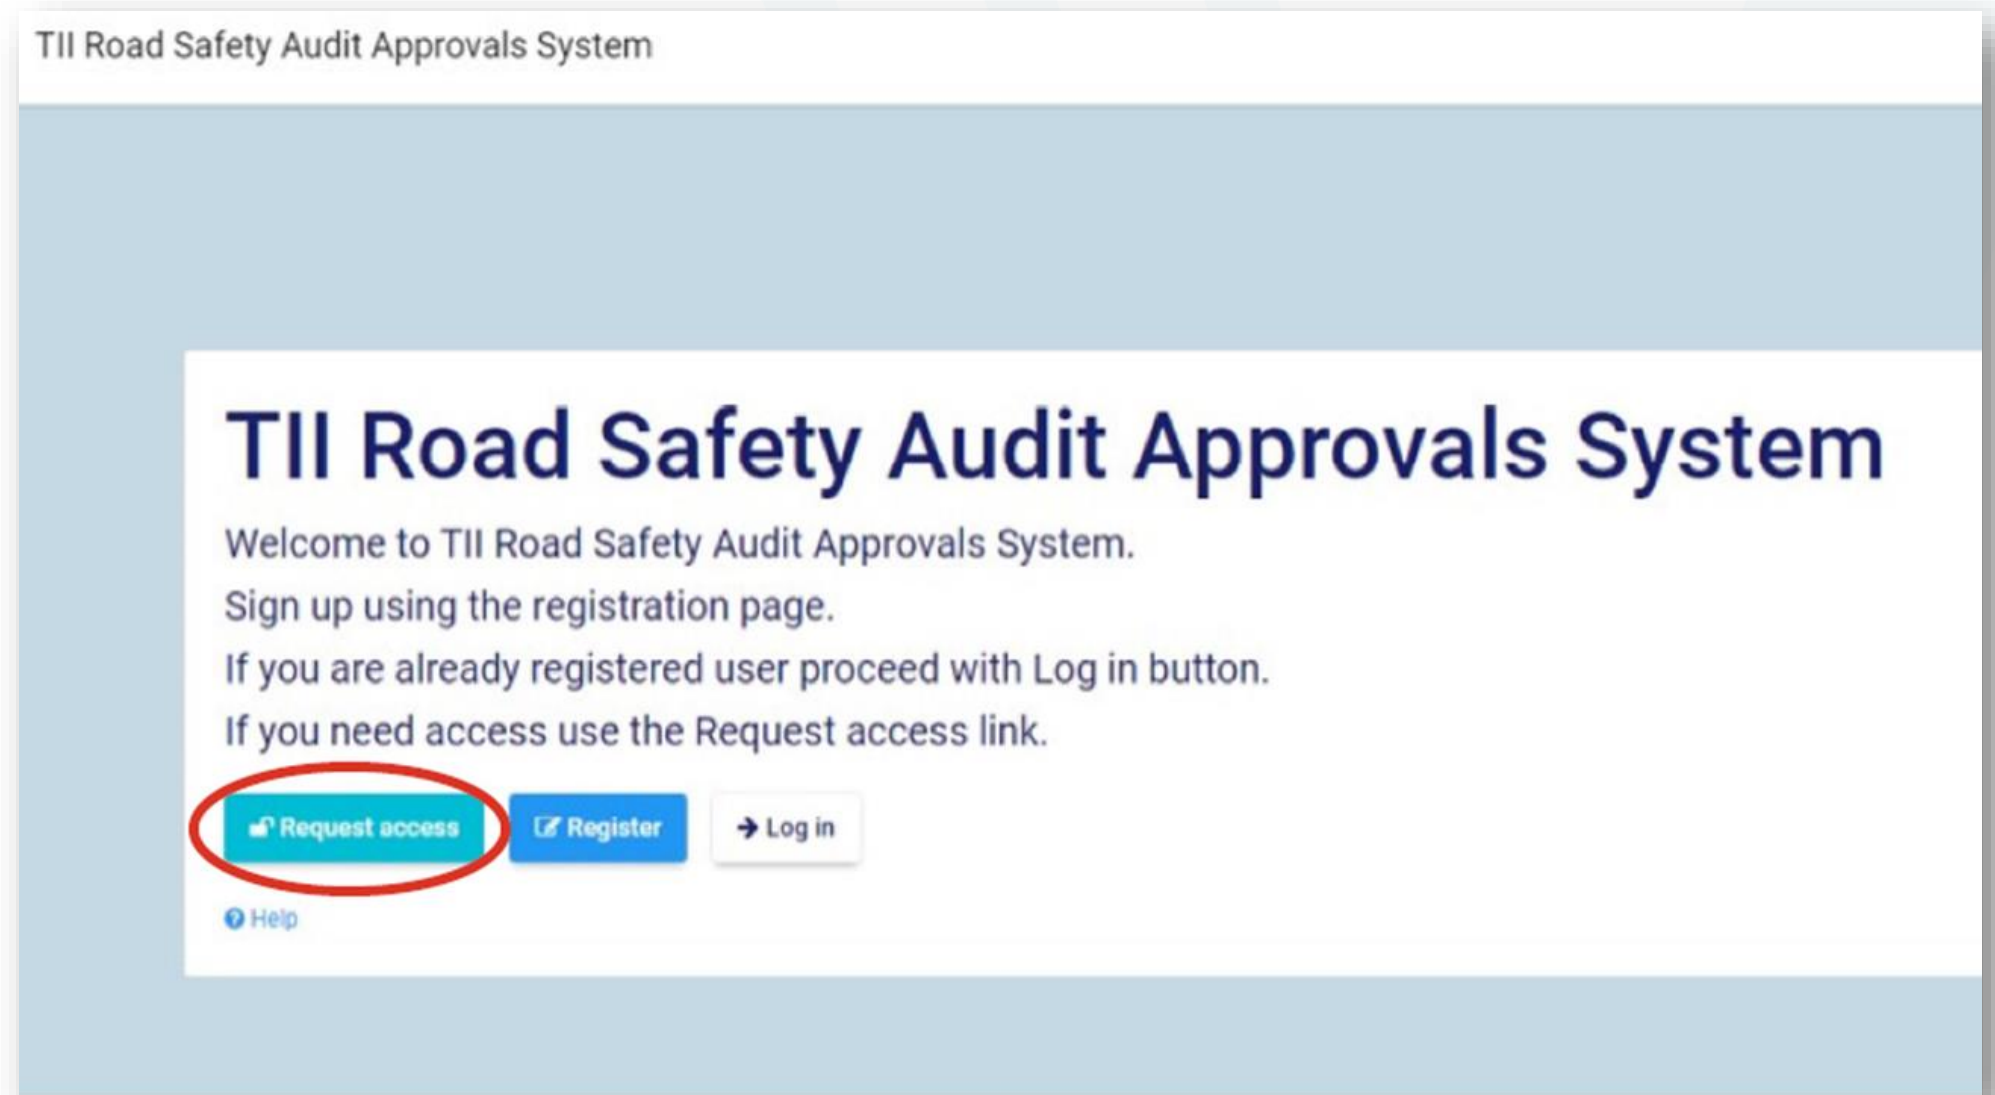 TII Road Safety Audit Approvals System
TII Road Safety Audit Approvals System
Welcome to TII Road Safety Audit Approvals System.
Sign up using the registration page.
If you are already registered user proceed with Log in button.
If you need access use the Request access link.
Request access Register Log in
Help